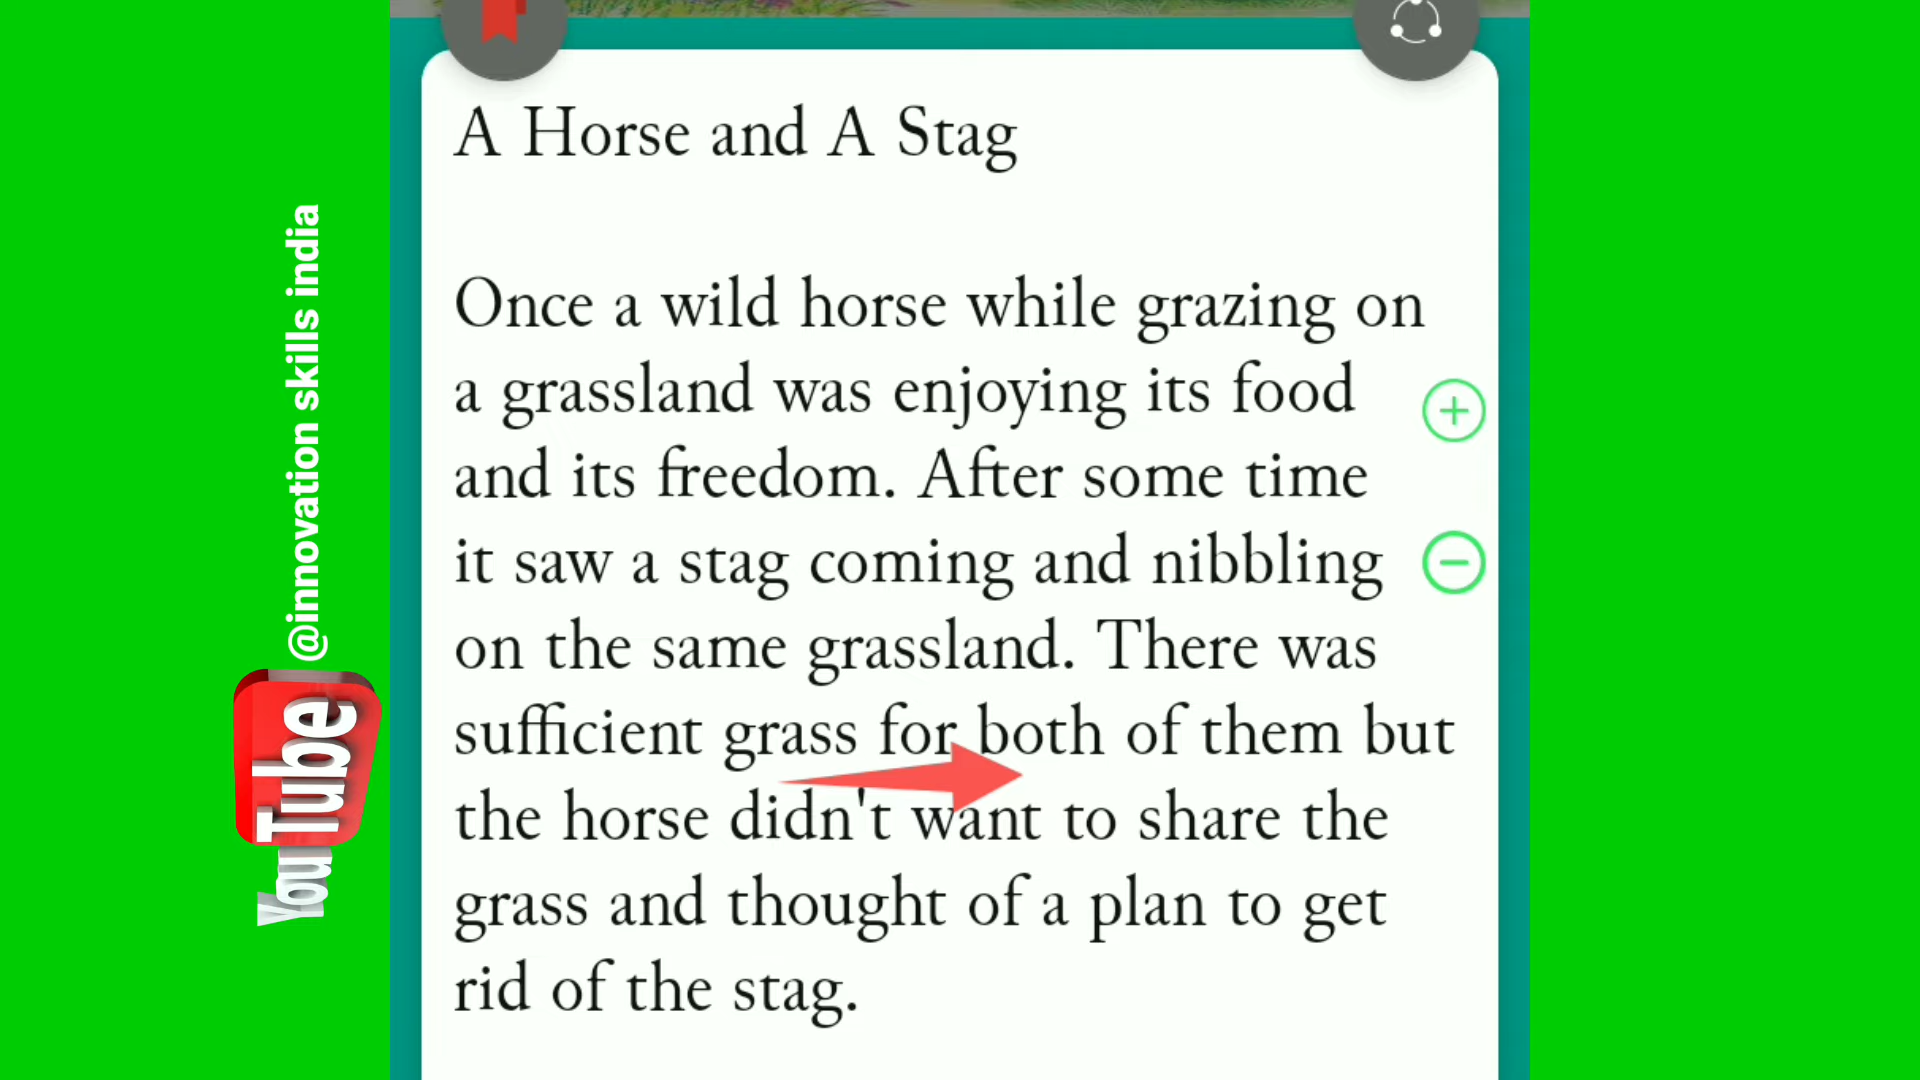 A Horse and A Stag
Once a wild horse while grazing on
a grassland was enjoying its food
and its freedom. After some time
it saw a stag coming and nibbling
on the same grassland. There was
sufficient grass for both of them but
the horse didn't want to share the
grass and thought of a plan to get
rid of the stag.
YouTube @innovation skills india